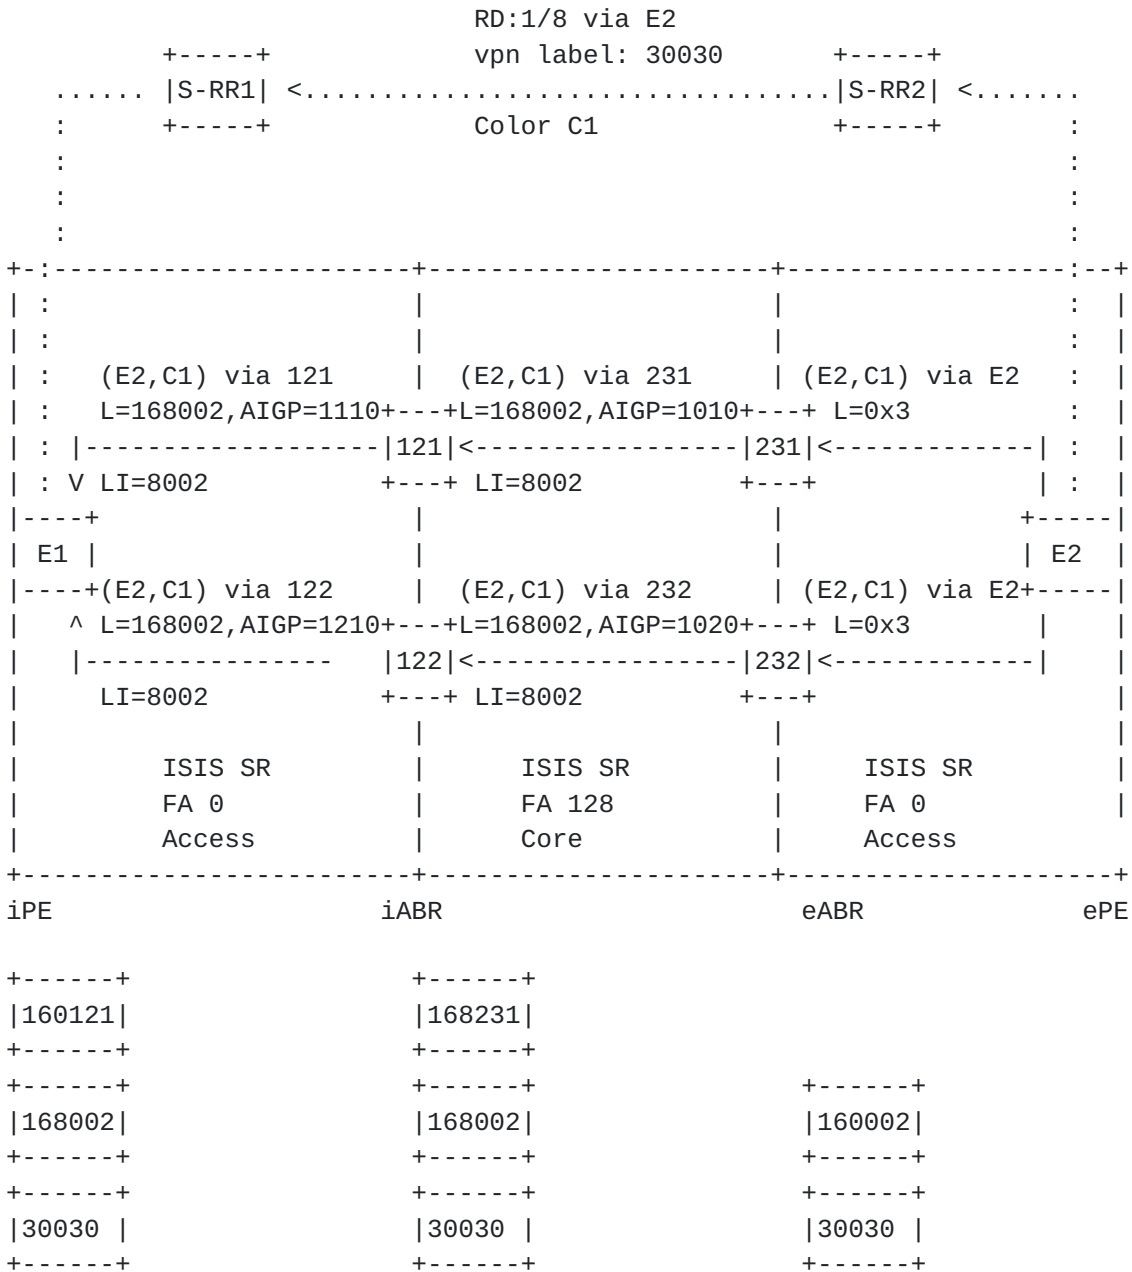 RD:1/8 via E2
          +-----+             vpn label: 30030       +-----+
   ...... |S-RR1| <..................................|S-RR2| <.......
   :      +-----+             Color C1               +-----+        :
   :                                                                :
   :                                                                :
   :                                                                :
+-:-----------------------+----------------------+------------------:--+
| :                       |                      |                  :  |
| :                       |                      |                  :  |
| :   (E2,C1) via 121     |  (E2,C1) via 231     | (E2,C1) via E2   :  |
| :   L=168002,AIGP=1110+---+L=168002,AIGP=1010+---+ L=0x3          :  |
| : |-------------------|121|<-----------------|231|<-------------| :  |
| : V LI=8002           +---+ LI=8002          +---+              | :  |
|----+                    |                      |               +-----|
| E1 |                    |                      |               | E2  |
|----+(E2,C1) via 122     |  (E2,C1) via 232     | (E2,C1) via E2+-----|
|   ^ L=168002,AIGP=1210+---+L=168002,AIGP=1020+---+ L=0x3        |    |
|   |----------------   |122|<-----------------|232|<-------------|    |
|     LI=8002           +---+ LI=8002          +---+                   |
|                         |                      |                     |
|         ISIS SR         |      ISIS SR         |     ISIS SR         |
|         FA 0            |      FA 128          |     FA 0            |
|         Access          |      Core            |     Access
+-------------------------+----------------------+---------------------+
iPE                     iABR                       eABR              ePE

+------+                  +------+
|160121|                  |168231|
+------+                  +------+
+------+                  +------+                 +------+
|168002|                  |168002|                 |160002|
+------+                  +------+                 +------+
+------+                  +------+                 +------+
|30030 |                  |30030 |                 |30030 |
+------+                  +------+                 +------+